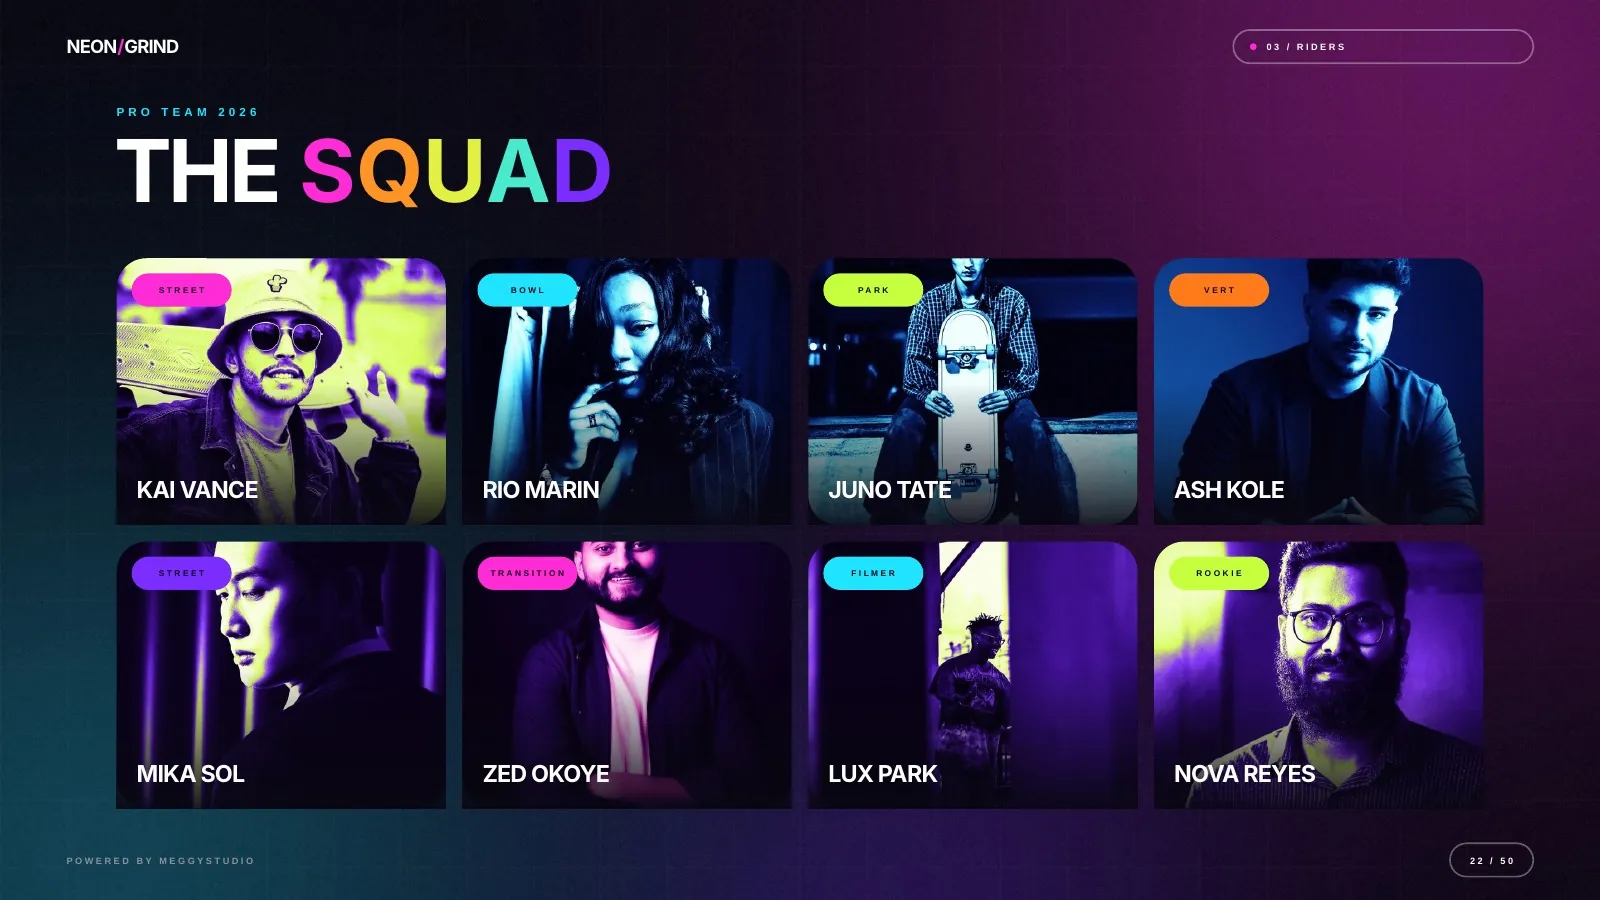 NEON/GRIND
03 / RIDERS
PRO TEAM 2026
THE SQUAD
STREET
KAI VANCE
BOWL
RIO MARIN
PARK
JUNO TATE
VERT
ASH KOLE
STREET
MIKA SOL
TRANSITION
ZED OKOYE
FILMER
LUX PARK
ROOKIE
NOVA REYES
POWERED BY MEGGYSTUDIO
22 / 50